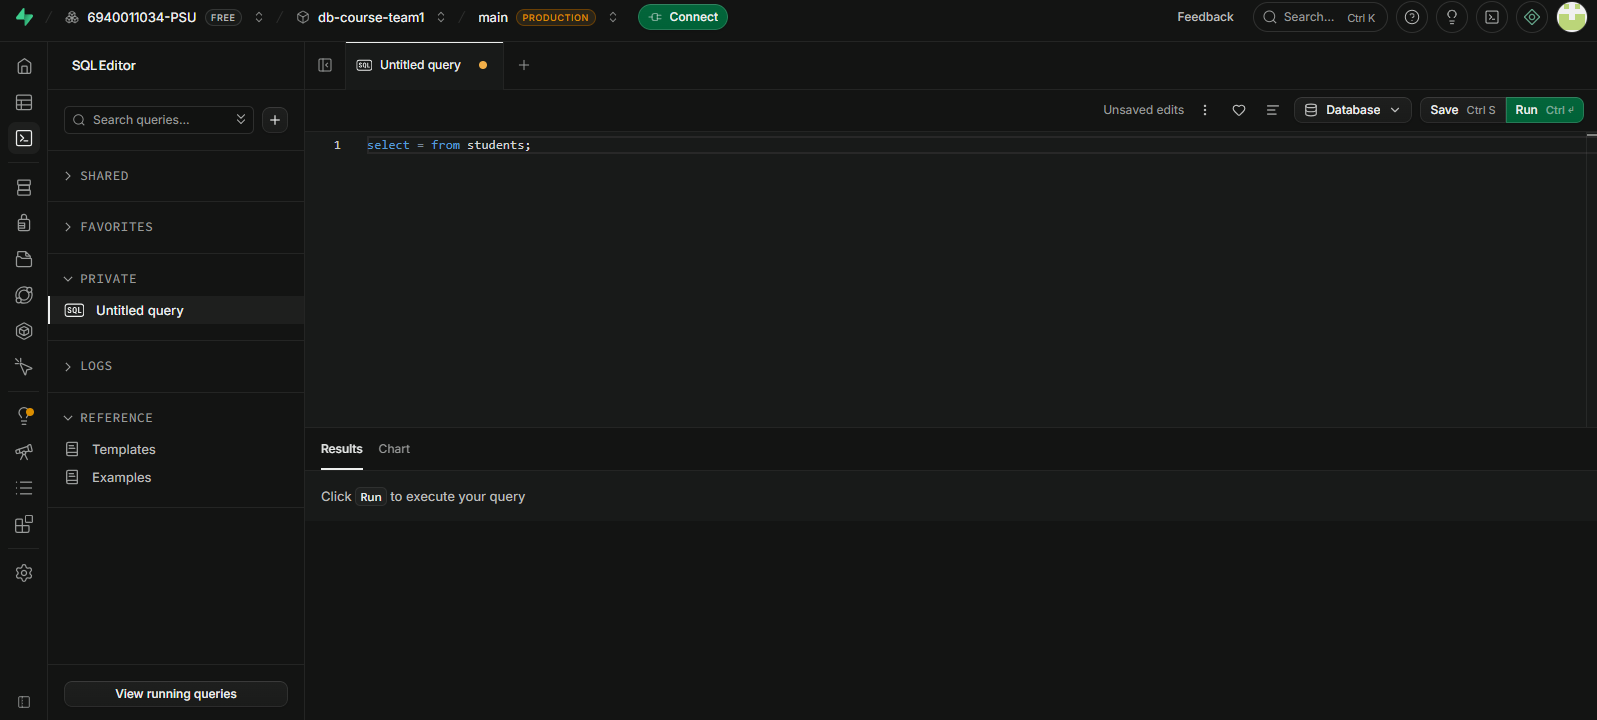 6940011034-PSU FREE db-course-team1 main PRODUCTION Connect Feedback Search... Ctrl K
SQL Editor
SQL Untitled query
Search queries...
Unsaved edits Database Save Ctrl S Run Ctrl ↵
1 select = from students;
SHARED
FAVORITES
PRIVATE
SQL Untitled query
LOGS
REFERENCE
Templates
Examples
Results Chart
Click Run to execute your query
View running queries